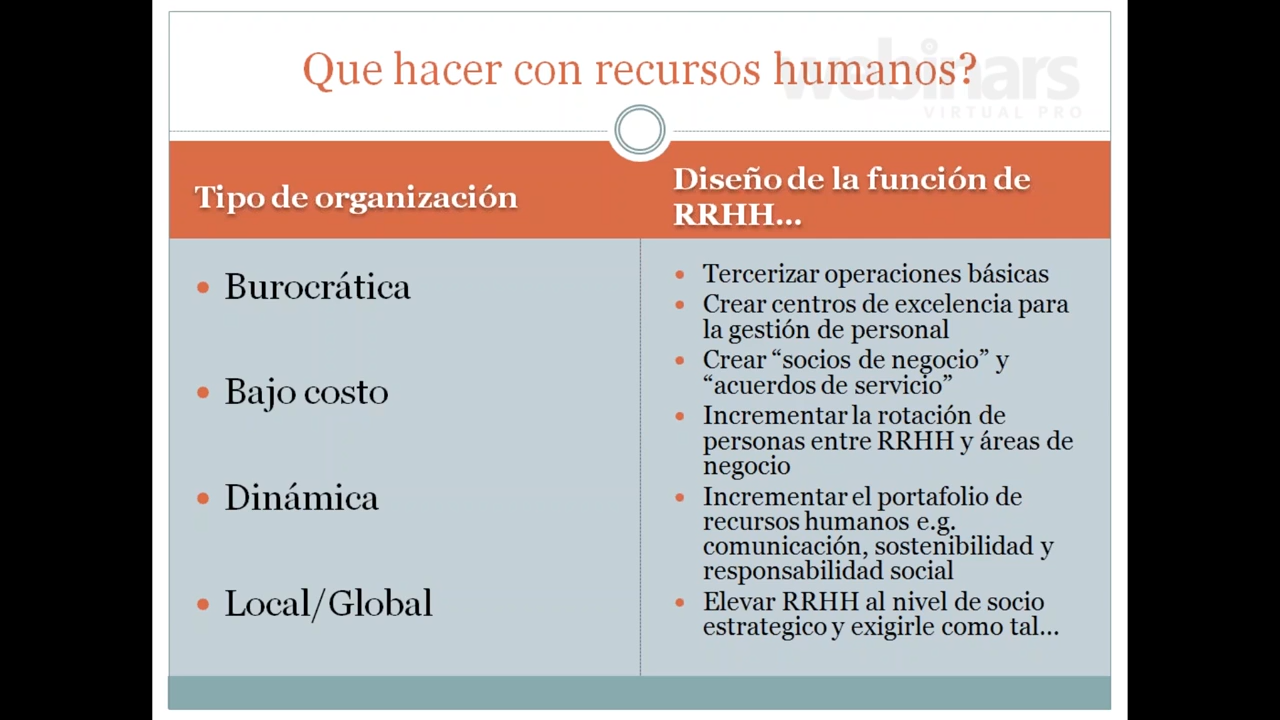 Que hacer con recursos humanos?
webinars
VIRTUAL PRO
Tipo de organización
Diseño de la función de
RRHH...
• Burocrática
• Bajo costo
• Dinámica
• Local/Global
• Tercerizar operaciones básicas
• Crear centros de excelencia para
la gestión de personal
• Crear “socios de negocio” y
“acuerdos de servicio”
• Incrementar la rotación de
personas entre RRHH y áreas de
negocio
• Incrementar el portafolio de
recursos humanos e.g.
comunicación, sostenibilidad y
responsabilidad social
• Elevar RRHH al nivel de socio
estrategico y exigirle como tal...